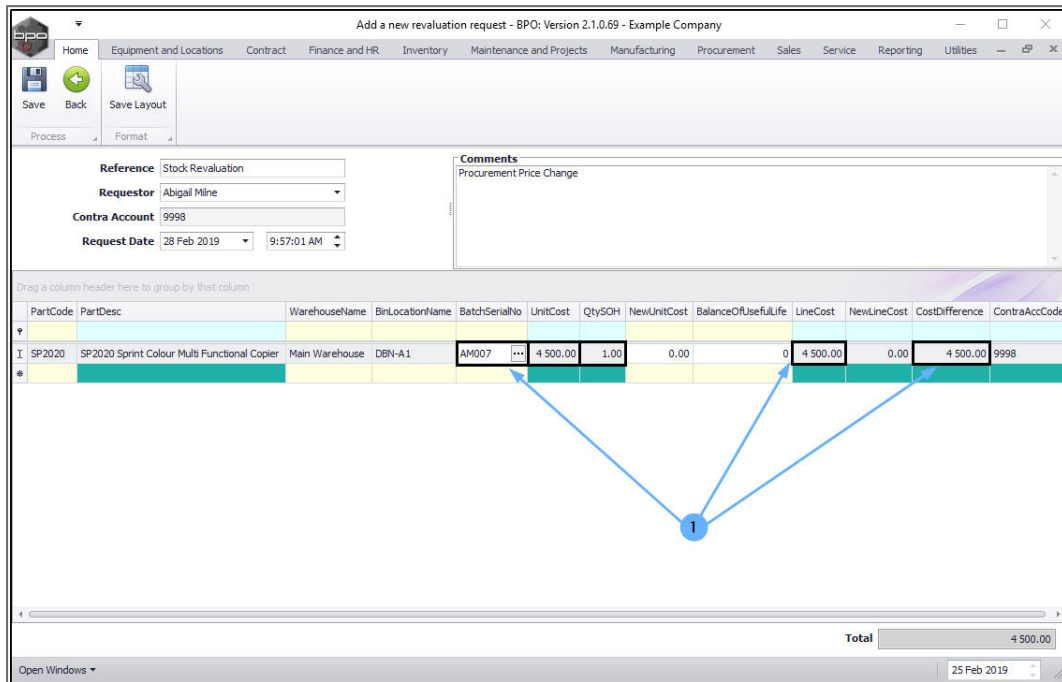 Add a new revaluation request - BPO: Version 2.1.0.69 - Example Company
bpo
Home Equipment and Locations Contract Finance and HR Inventory Maintenance and Projects Manufacturing Procurement Sales Service Reporting Utilities
Save Back Save Layout
Process Format
Reference Stock Revaluation
Requestor Abigail Milne
Contra Account 9998
Request Date 28 Feb 2019 9:57:01 AM
Comments
Procurement Price Change
Drag a column header here to group by that column
PartCode PartDesc WarehouseName BinLocationName BatchSerialNo UnitCost QtySOH NewUnitCost BalanceOfUsefulLife LineCost NewLineCost CostDifference ContraAccCode
SP2020 SP2020 Sprint Colour Multi Functional Copier Main Warehouse DBN-A1 AM007 ... 4 500.00 1.00 0.00 0 4 500.00 0.00 4 500.00 9998
1
Total 4 500.00
Open Windows 25 Feb 2019